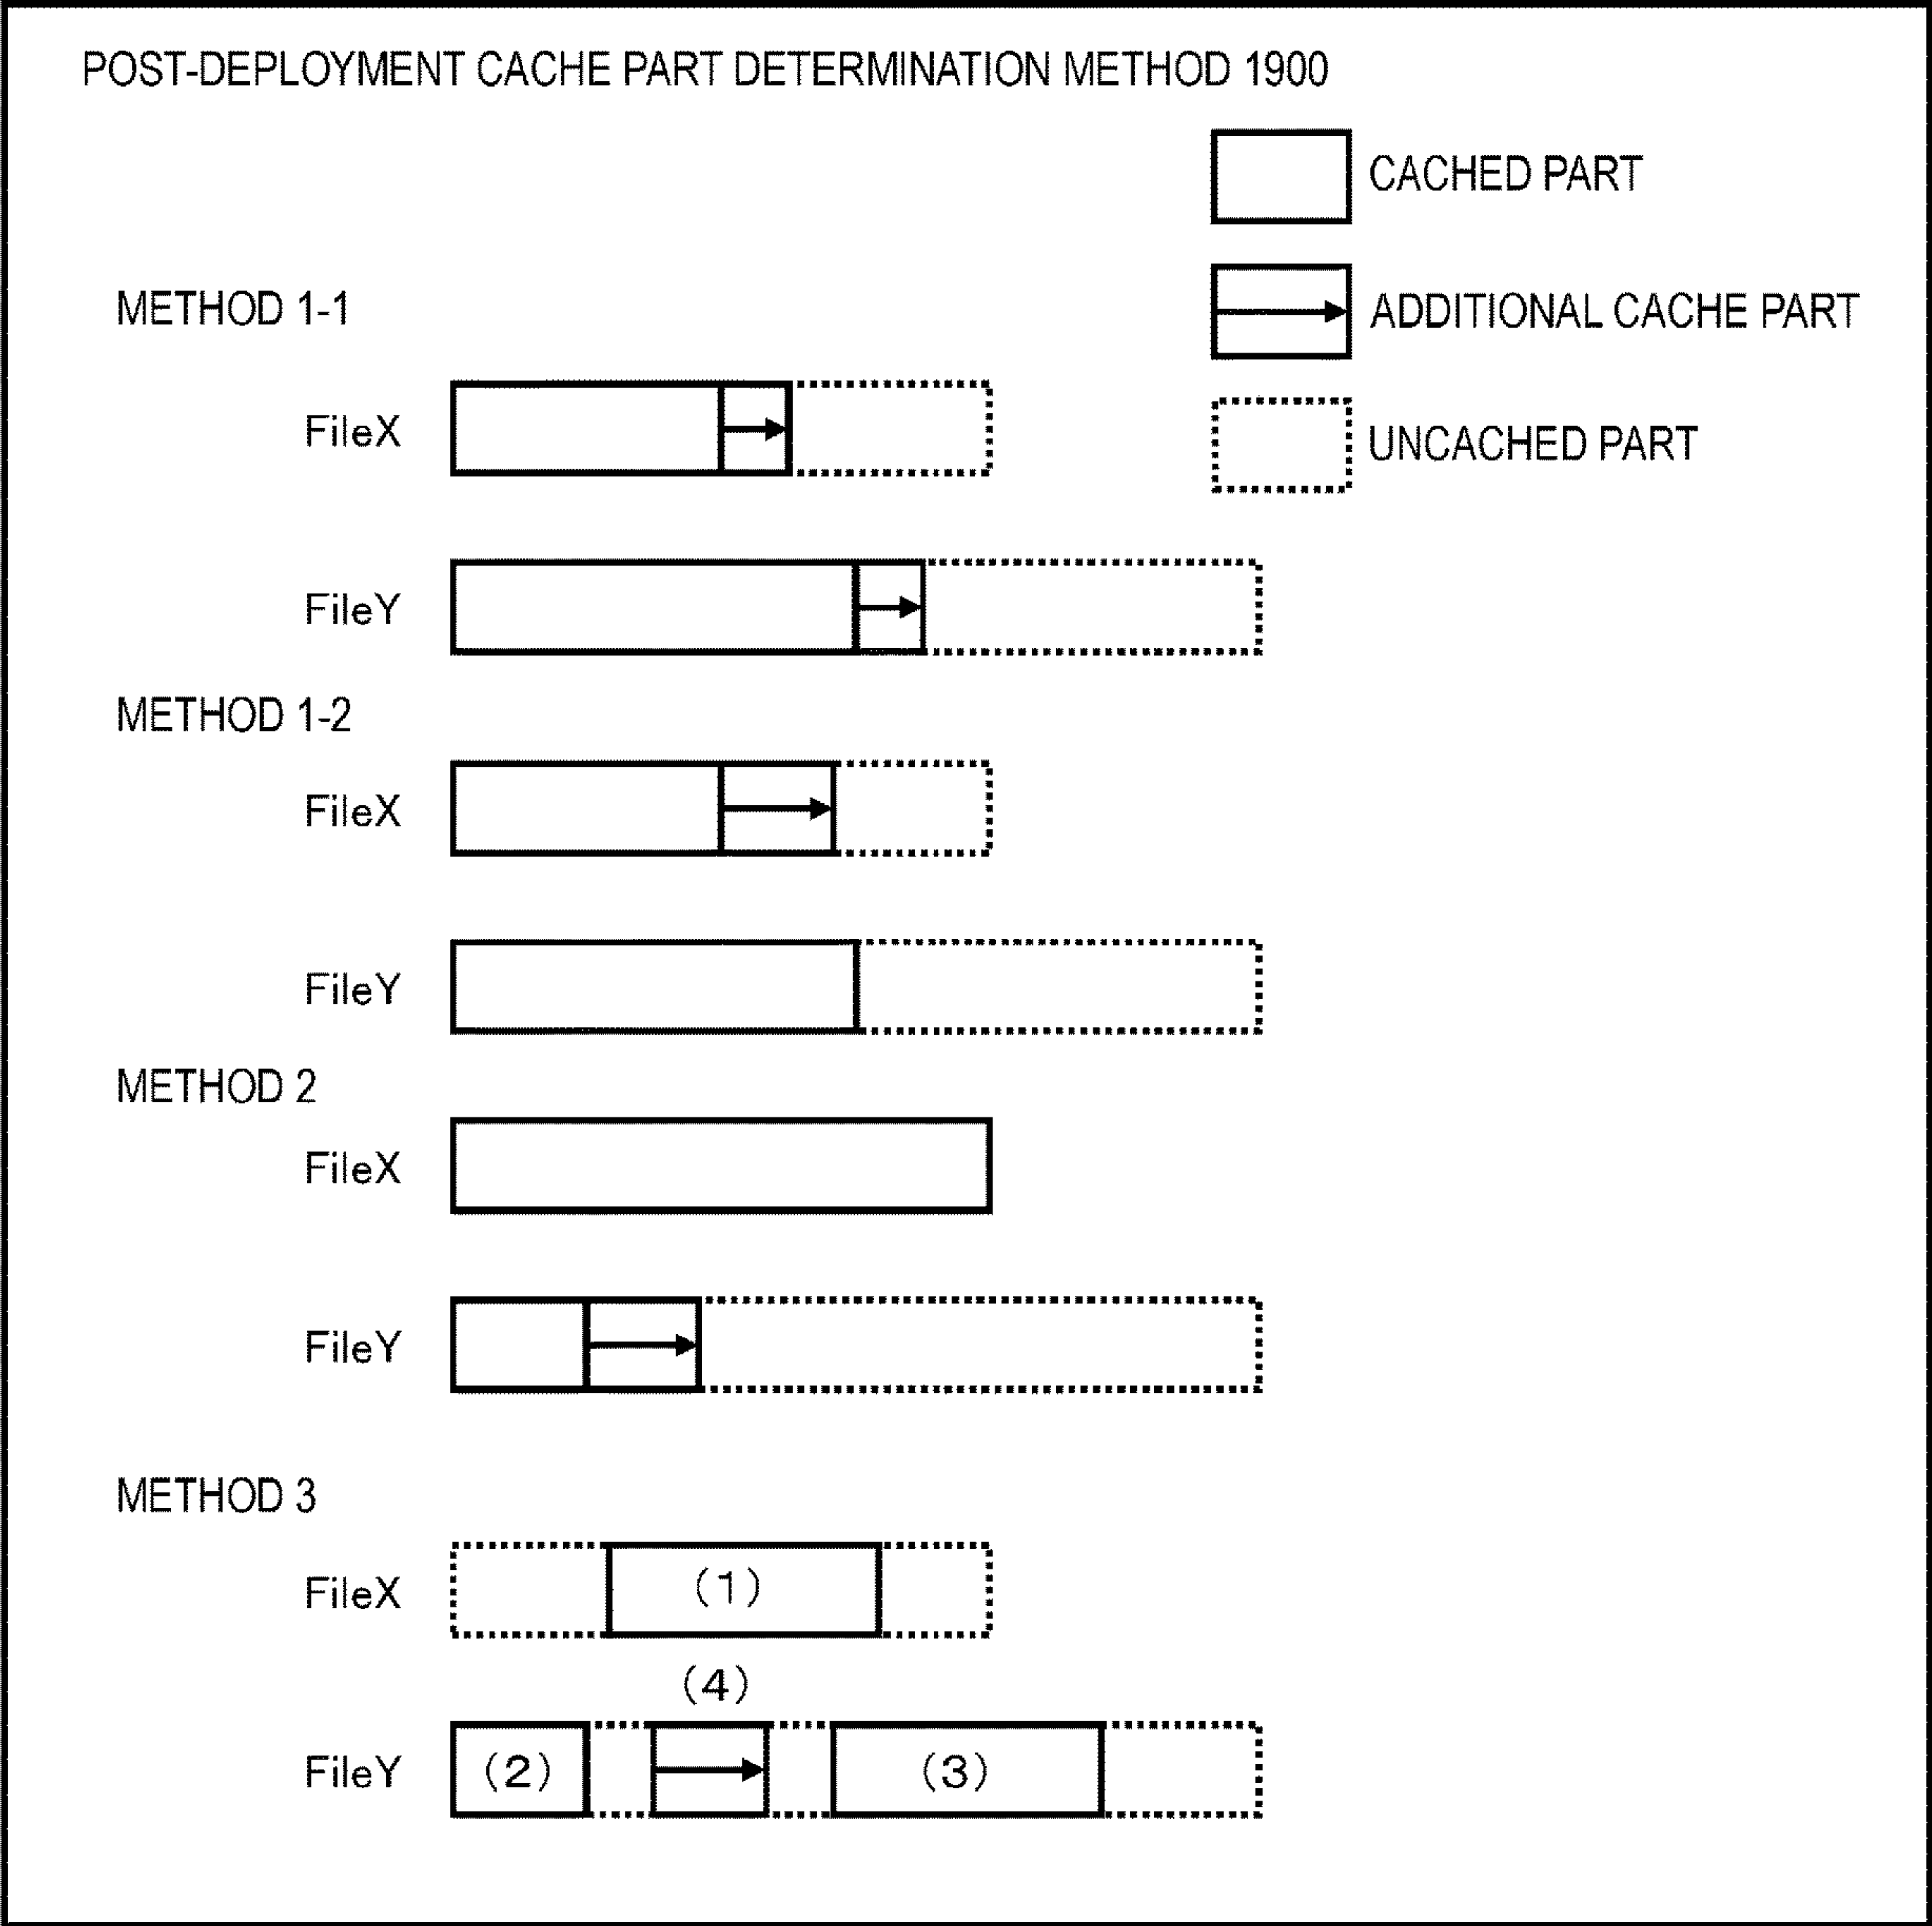 POST-DEPLOYMENT CACHE PART DETERMINATION METHOD 1900
CACHED PART
ADDITIONAL CACHE PART
UNCACHED PART
METHOD 1-1
FileX
FileY
METHOD 1-2
FileX
FileY
METHOD 2
FileX
FileY
METHOD 3
FileX
(1)
(4)
FileY
(2)
(3)